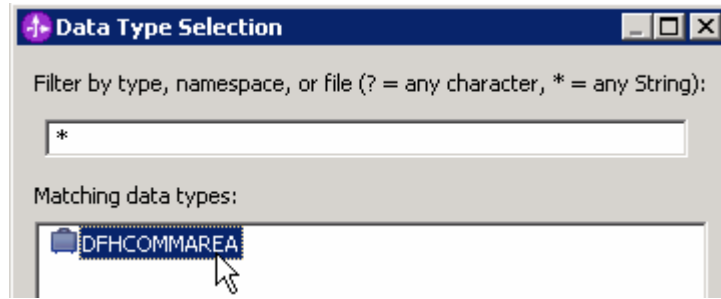 Data Type Selection
Filter by type, namespace, or file (? = any character, * = any String):
*
Matching data types:
DFHCOMMAREA